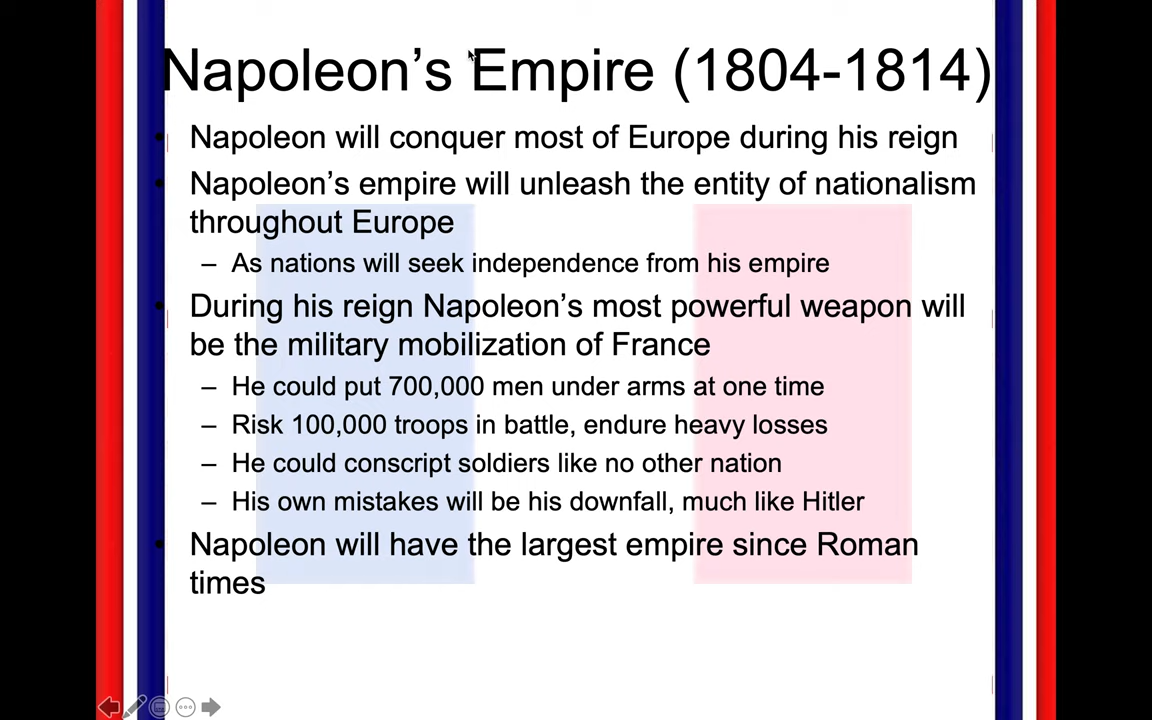 Napoleon's Empire (1804-1814)
• Napoleon will conquer most of Europe during his reign
• Napoleon's empire will unleash the entity of nationalism
throughout Europe
– As nations will seek independence from his empire
• During his reign Napoleon's most powerful weapon will
be the military mobilization of France
– He could put 700,000 men under arms at one time
– Risk 100,000 troops in battle, endure heavy losses
– He could conscript soldiers like no other nation
– His own mistakes will be his downfall, much like Hitler
• Napoleon will have the largest empire since Roman
times